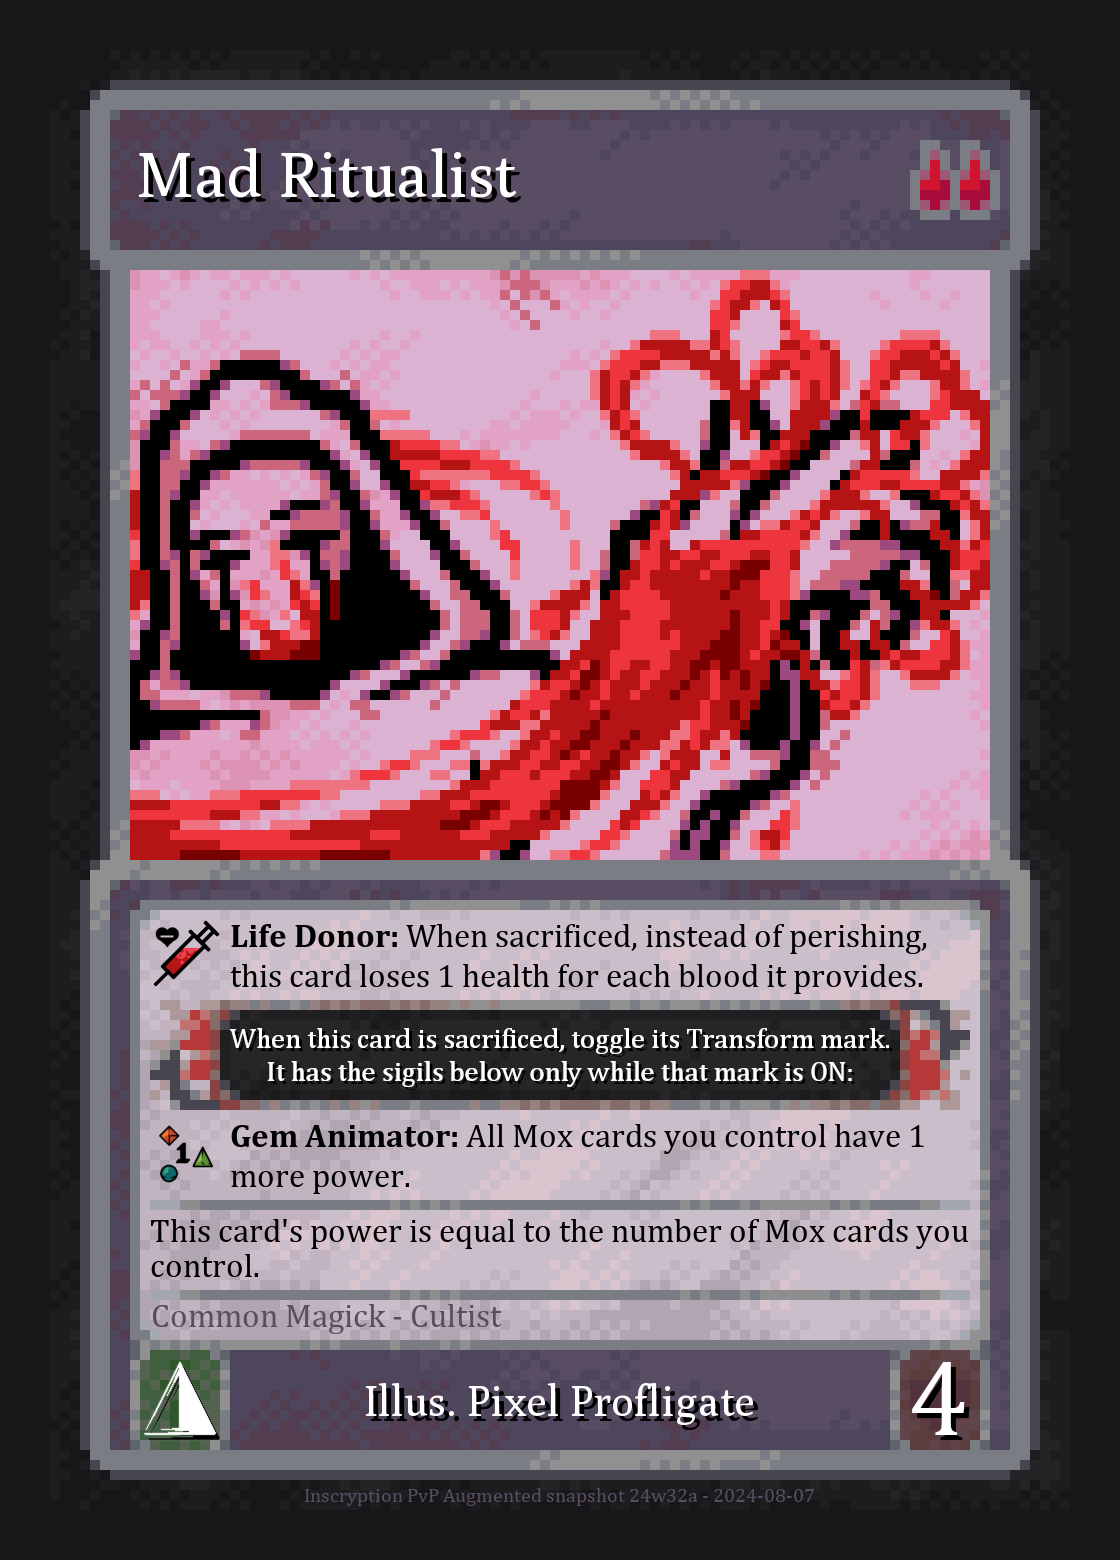 Mad Ritualist
Life Donor: When sacrificed, instead of perishing,
this card loses 1 health for each blood it provides.
When this card is sacrificed, toggle its Transform mark.
It has the sigils below only while that mark is ON:
1
Gem Animator: All Mox cards you control have 1
more power.
This card's power is equal to the number of Mox cards you
control.
Common Magick - Cultist
Illus. Pixel Profligate
4
Inscryption PvP Augmented snapshot 24w32a - 2024-08-07